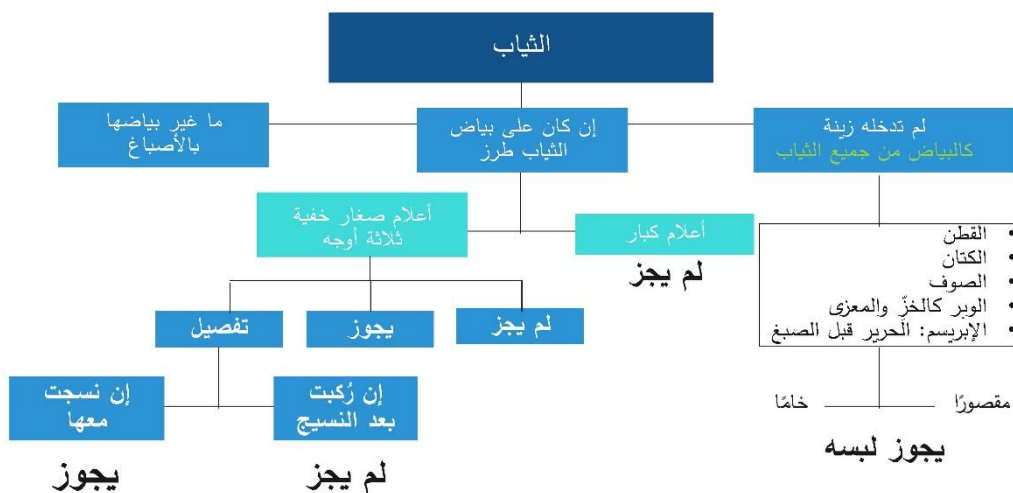 الثياب
لم تدخله زينة
كالبياض من جميع الثياب
إن كان على بياض
الثياب طرز
ما غير بياضها
بالأصباغ
أعلام كبار
لم يجز
أعلام صغار خفية
ثلاثة أوجه
• القطن
• الكتان
• الصوف
• الوبر كالخزّ والمعزى
• الإبريسم: الحرير قبل الصبغ
لم يجز
يجوز
تفصيل
مقصورًا
خامًا
يجوز لبسه
إن رُكبت
بعد النسيج
لم يجز
إن نسجت
معها
يجوز